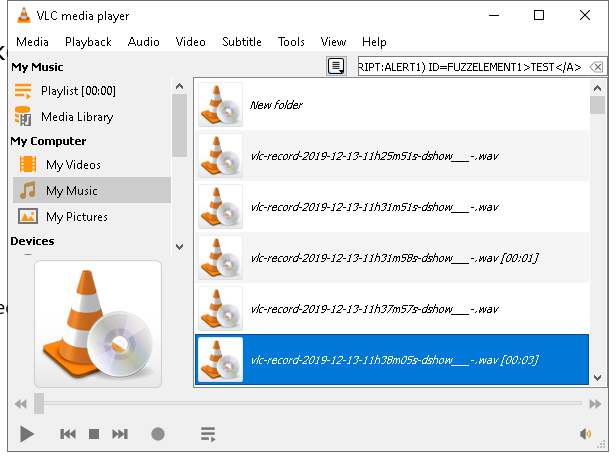 VLC media player
Media Playback Audio Video Subtitle Tools View Help
My Music
RIPT:ALERT1) ID=FUZZELEMENT1>TEST</A>
Playlist [00:00]
Media Library
My Computer
My Videos
My Music
My Pictures
Devices
New folder
vlc-record-2019-12-13-11h25m51s-dshow___-.wav
vlc-record-2019-12-13-11h31m51s-dshow___-.wav
vlc-record-2019-12-13-11h31m58s-dshow___-.wav [00:01]
vlc-record-2019-12-13-11h37m57s-dshow___-.wav
vlc-record-2019-12-13-11h38m05s-dshow___-.wav [00:03]